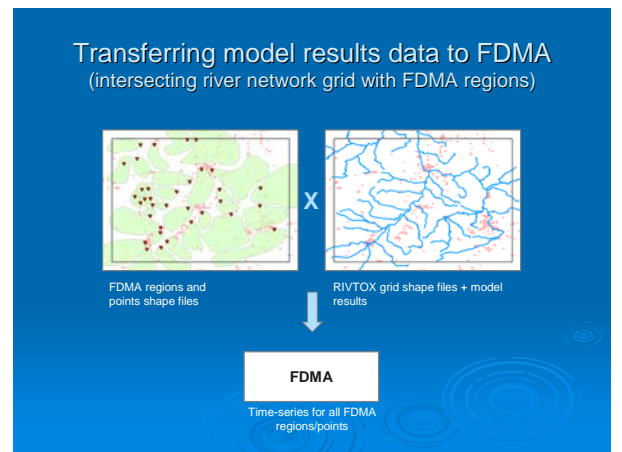 Transferring model results data to FDMA
(intersecting river network grid with FDMA regions)
X
FDMA regions and
points shape files
RIVTOX grid shape files + model
results
FDMA
Time-series for all FDMA
regions/points